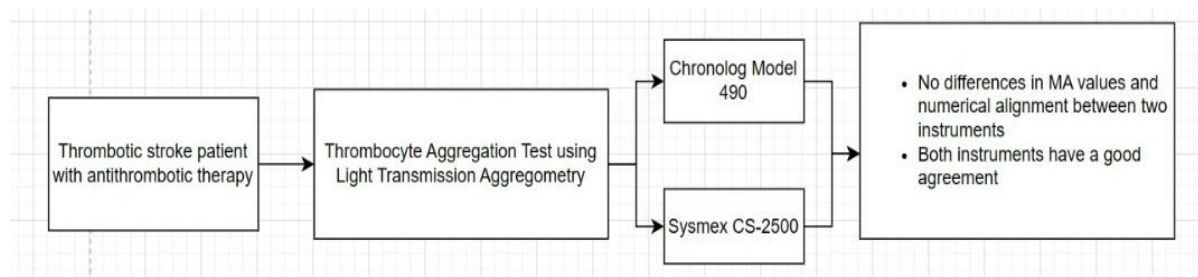 Thrombotic stroke patient
with antithrombotic therapy
Thrombocyte Aggregation Test using
Light Transmission Aggregometry
Chronolog Model
490
Sysmex CS-2500
• No differences in MA values and
numerical alignment between two
instruments
• Both instruments have a good
agreement